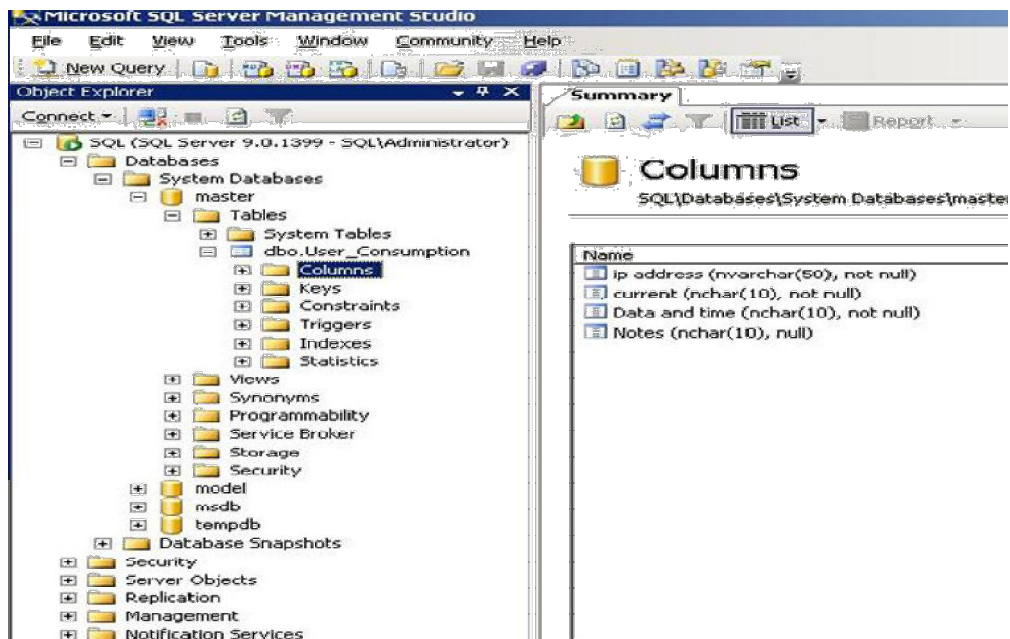 Microsoft SQL Server Management Studio
File Edit View Tools Window Community Help
New Query
Object Explorer
Connect
SQL (SQL Server 9.0.1399 - SQL\Administrator)
Databases
System Databases
master
Tables
System Tables
dbo.User_Consumption
Columns
Keys
Constraints
Triggers
Indexes
Statistics
Views
Synonyms
Programmability
Service Broker
Storage
Security
model
msdb
tempdb
Database Snapshots
Security
Server Objects
Replication
Management
Notification Services
Summary
List Report
Columns
SQL\Databases\System Databases\master
Name
ip address (nvarchar(50), not null)
current (nchar(10), not null)
Data and time (nchar(10), not null)
Notes (nchar(10), null)